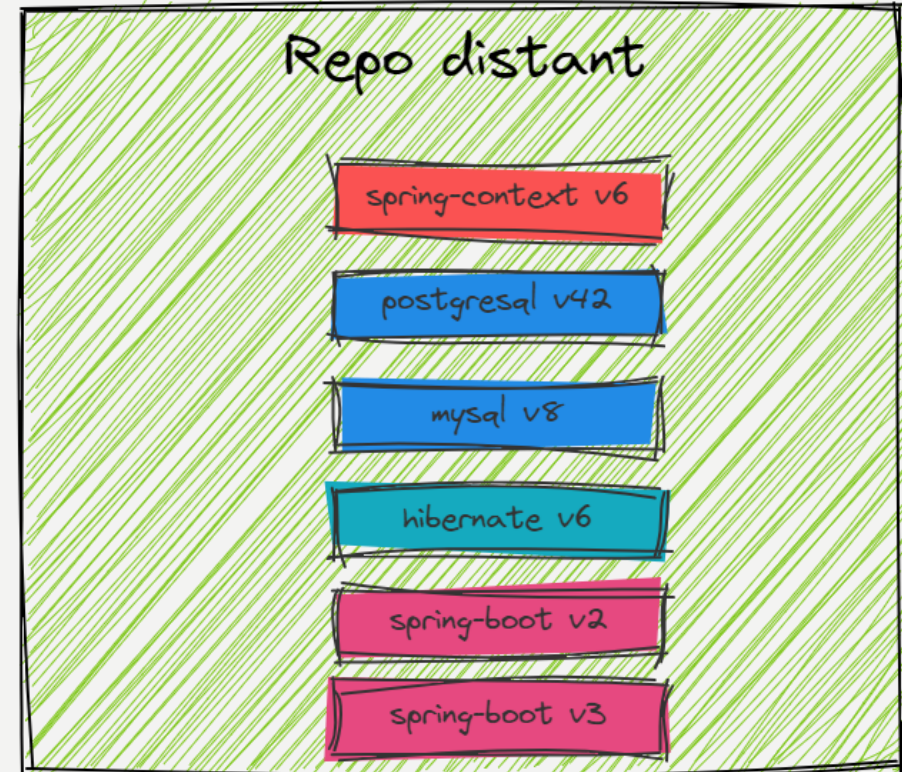 Repo distant
spring-context v6
postgresql v42
mysql v8
hibernate v6
spring-boot v2
spring-boot v3